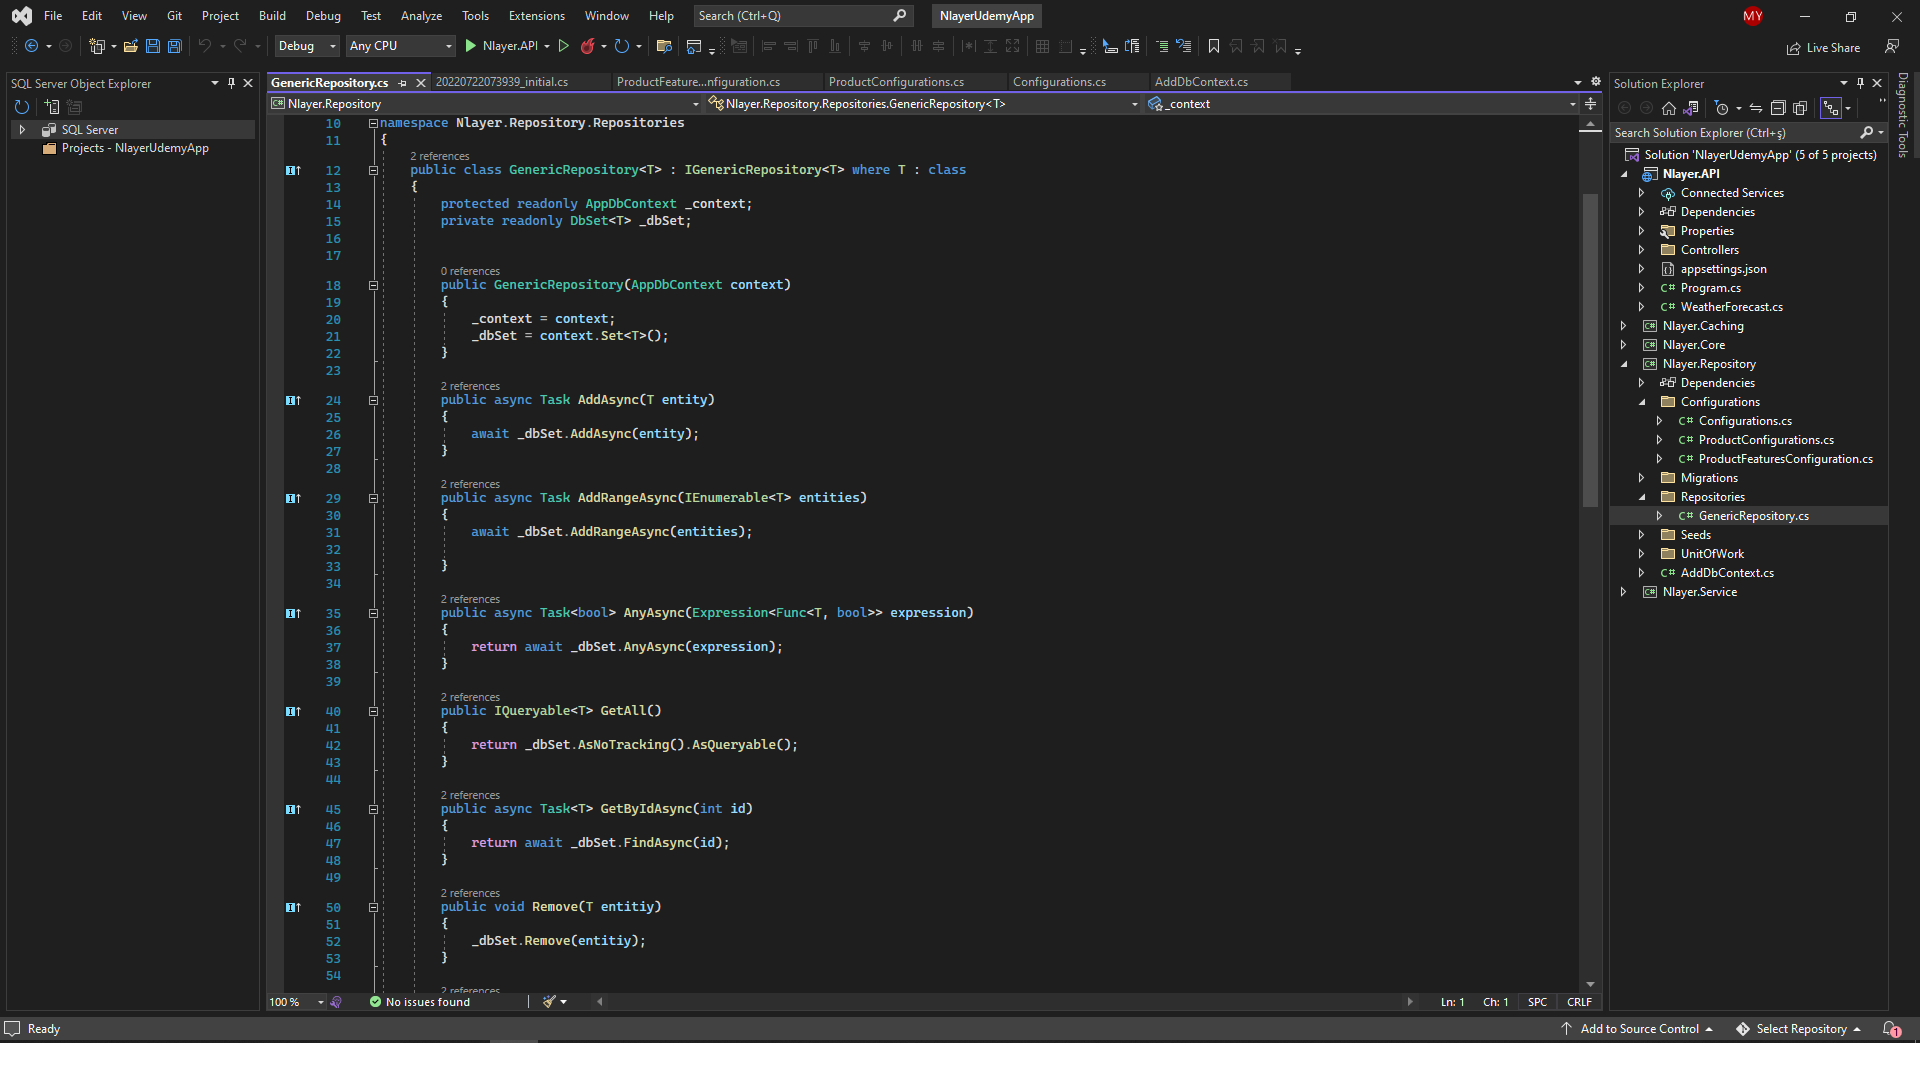 File Edit View Git Project Build Debug Test Analyze Tools Extensions Window Help Search (Ctrl+Q) NlayerUdemyApp MY
Debug Any CPU Nlayer.API Live Share
SQL Server Object Explorer
SQL Server
Projects - NlayerUdemyApp
GenericRepository.cs 20220722073939_initial.cs ProductFeature...nfiguration.cs ProductConfigurations.cs Configurations.cs AddDbContext.cs
Nlayer.Repository Nlayer.Repository.Repositories.GenericRepository<T> _context
10 namespace Nlayer.Repository.Repositories
11 {
2 references
12 public class GenericRepository<T> : IGenericRepository<T> where T : class
13 {
14 protected readonly AppDbContext _context;
15 private readonly DbSet<T> _dbSet;
16
17
0 references
18 public GenericRepository(AppDbContext context)
19 {
20 _context = context;
21 _dbSet = context.Set<T>();
22 }
23
2 references
24 public async Task AddAsync(T entity)
25 {
26 await _dbSet.AddAsync(entity);
27 }
28
2 references
29 public async Task AddRangeAsync(IEnumerable<T> entities)
30 {
31 await _dbSet.AddRangeAsync(entities);
32
33 }
34
2 references
35 public async Task<bool> AnyAsync(Expression<Func<T, bool>> expression)
36 {
37 return await _dbSet.AnyAsync(expression);
38 }
39
2 references
40 public IQueryable<T> GetAll()
41 {
42 return _dbSet.AsNoTracking().AsQueryable();
43 }
44
2 references
45 public async Task<T> GetByIdAsync(int id)
46 {
47 return await _dbSet.FindAsync(id);
48 }
49
2 references
50 public void Remove(T entitiy)
51 {
52 _dbSet.Remove(entitiy);
53 }
54
2 references
100 % No issues found Ln: 1 Ch: 1 SPC CRLF
Solution Explorer
Search Solution Explorer (Ctrl+ş)
Solution 'NlayerUdemyApp' (5 of 5 projects)
Nlayer.API
Connected Services
Dependencies
Properties
Controllers
appsettings.json
C# Program.cs
C# WeatherForecast.cs
Nlayer.Caching
Nlayer.Core
Nlayer.Repository
Dependencies
Configurations
C# Configurations.cs
C# ProductConfigurations.cs
C# ProductFeaturesConfiguration.cs
Migrations
Repositories
C# GenericRepository.cs
Seeds
UnitOfWork
C# AddDbContext.cs
Nlayer.Service
Diagnostic Tools
Ready Add to Source Control Select Repository 1